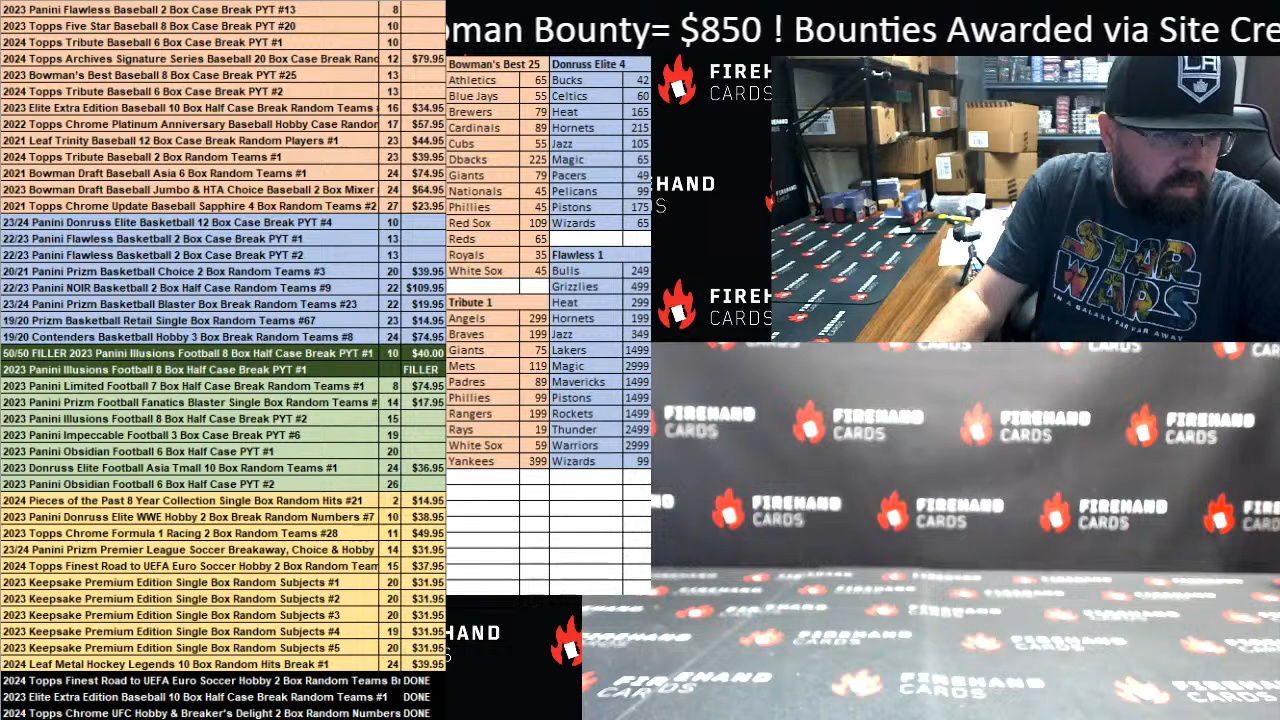 2023 Panini Flawless Baseball 2 Box Case Break PYT #13 8
2023 Topps Five Star Baseball 8 Box Case Break PYT #20 10
2024 Topps Tribute Baseball 6 Box Case Break PYT #1 10
2024 Topps Archives Signature Series Baseball 20 Box Case Break Rand 12 $79.95
2023 Bowman's Best Baseball 8 Box Case Break PYT #25 13
2024 Topps Tribute Baseball 6 Box Case Break PYT #2 13
2023 Elite Extra Edition Baseball 10 Box Half Case Break Random Teams 16 $34.95
2022 Topps Chrome Platinum Anniversary Baseball Hobby Case Random 17 $57.95
2021 Leaf Trinity Baseball 12 Box Case Break Random Players #1 23 $44.95
2024 Topps Tribute Baseball 2 Box Random Teams #1 23 $39.95
2021 Bowman Draft Baseball Asia 6 Box Random Teams #1 24 $74.95
2023 Bowman Draft Baseball Jumbo & HTA Choice Baseball 2 Box Mixer 24 $64.95
2021 Topps Chrome Update Baseball Sapphire 4 Box Random Teams #2 27 $23.95
23/24 Panini Donruss Elite Basketball 12 Box Case Break PYT #4 10
22/23 Panini Flawless Basketball 2 Box Case Break PYT #1 13
22/23 Panini Flawless Basketball 2 Box Case Break PYT #2 13
20/21 Panini Prizm Basketball Choice 2 Box Random Teams #3 20 $39.95
22/23 Panini NOIR Basketball 2 Box Half Case Random Teams #9 22 $109.95
23/24 Panini Prizm Basketball Blaster Box Break Random Teams #23 22 $19.95
19/20 Prizm Basketball Retail Single Box Random Teams #67 23 $14.95
19/20 Contenders Basketball Hobby 3 Box Break Random Teams #8 24 $74.95
50/50 FILLER 2023 Panini Illusions Football 8 Box Half Case Break PYT #1 10 $40.00
2023 Panini Illusions Football 8 Box Half Case Break PYT #1 FILLER
2023 Panini Limited Football 7 Box Half Case Break Random Teams #1 8 $74.95
2023 Panini Prizm Football Fanatics Blaster Single Box Random Teams # 14 $17.95
2023 Panini Illusions Football 8 Box Half Case Break PYT #2 15
2023 Panini Impeccable Football 3 Box Case Break PYT #6 19
2023 Panini Obsidian Football 6 Box Half Case PYT #1 20
2023 Donruss Elite Football Asia Tmall 10 Box Random Teams #1 24 $36.95
2023 Panini Obsidian Football 6 Box Half Case PYT #2 26
2024 Pieces of the Past 8 Year Collection Single Box Random Hits #21 2 $14.95
2023 Panini Donruss Elite WWE Hobby 2 Box Break Random Numbers #7 10 $38.95
2023 Topps Chrome Formula 1 Racing 2 Box Random Teams #28 11 $49.95
23/24 Panini Prizm Premier League Soccer Breakaway, Choice & Hobby 14 $31.95
2024 Topps Finest Road to UEFA Euro Soccer Hobby 2 Box Random Team 15 $37.95
2023 Keepsake Premium Edition Single Box Random Subjects #1 20 $31.95
2023 Keepsake Premium Edition Single Box Random Subjects #2 20 $31.95
2023 Keepsake Premium Edition Single Box Random Subjects #3 20 $31.95
2023 Keepsake Premium Edition Single Box Random Subjects #4 19 $31.95
2023 Keepsake Premium Edition Single Box Random Subjects #5 20 $31.95
2024 Leaf Metal Hockey Legends 10 Box Random Hits Break #1 24 $39.95
2024 Topps Finest Road to UEFA Euro Soccer Hobby 2 Box Random Teams Br DONE
2023 Elite Extra Edition Baseball 10 Box Half Case Break Random Teams #1 DONE
2024 Topps Chrome UFC Hobby & Breaker's Delight 2 Box Random Numbers DONE
oman Bounty= $850 ! Bounties Awarded via Site Cre
Bowman's Best 25
Athletics 65
Blue Jays 55
Brewers 79
Cardinals 89
Cubs 55
Dbacks 225
Giants 79
Nationals 45
Phillies 45
Red Sox 109
Reds 65
Royals 35
White Sox 45
Tribute 1
Angels 299
Braves 199
Giants 75
Mets 119
Padres 89
Phillies 99
Rangers 199
Rays 19
White Sox 59
Yankees 399
Donruss Elite 4
Bucks 42
Celtics 60
Heat 165
Hornets 215
Jazz 105
Magic 65
Pacers 49
Pelicans 99
Pistons 175
Wizards 65
Flawless 1
Bulls 249
Grizzlies 499
Heat 299
Hornets 199
Jazz 349
Lakers 1499
Magic 2999
Mavericks 1499
Pistons 1499
Rockets 1499
Thunder 2499
Warriors 2999
Wizards 99
FIREH
CARDS
HAND
S
FIREH
CARDS
HAND
S
LA
STAR
WARS
IN A GALAXY FAR FAR AWAY
FIREHAND
CARDS
FIREHAND
CARDS
FIREHAND
CARDS
FIREHAND
CARDS
FIREHAND
CARDS
FIREHAND
CARDS
FIREHAND
CARDS